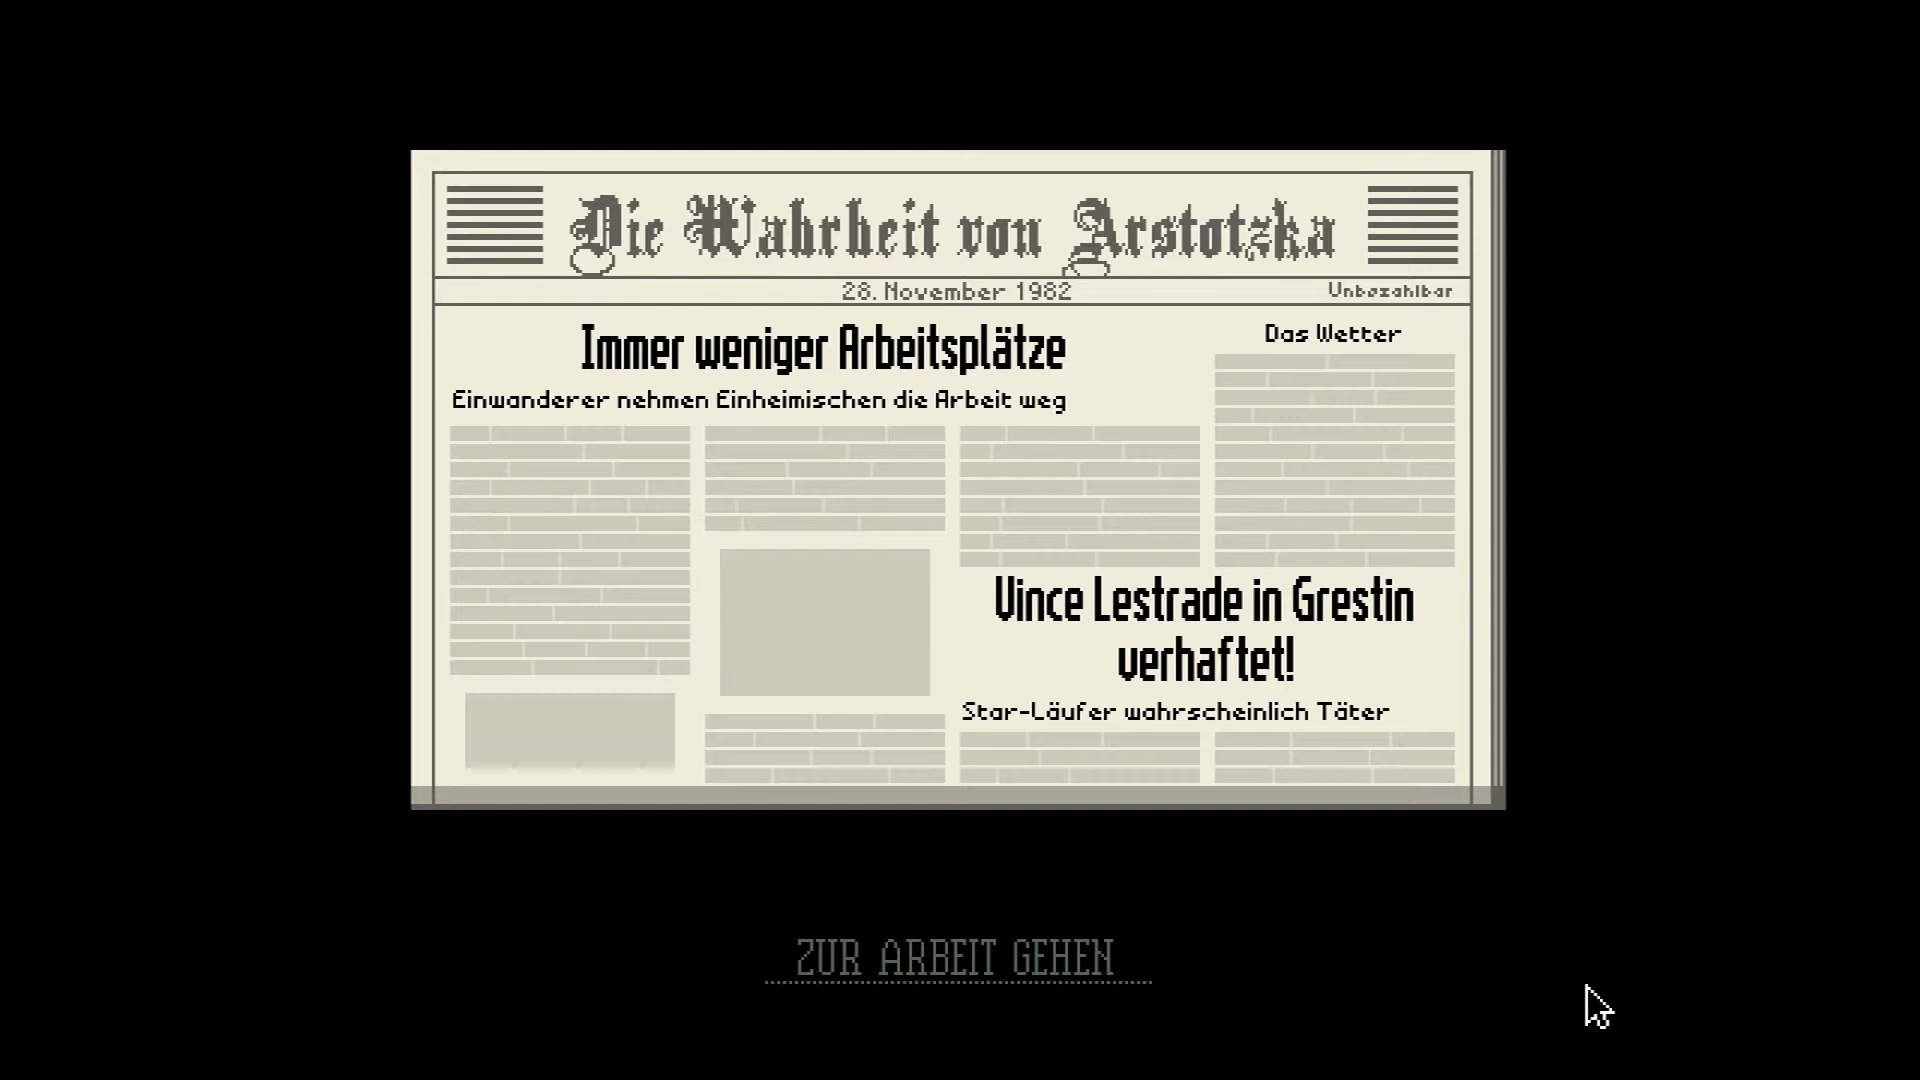 Die Wahrheit von Arstotzka
28. November 1982
Unbezahlbar
Immer weniger Arbeitsplätze
Einwanderer nehmen Einheimischen die Arbeit weg
Das Wetter
Vince Lestrade in Grestin
verhaftet!
Star-Läufer wahrscheinlich Täter
ZUR ARBEIT GEHEN